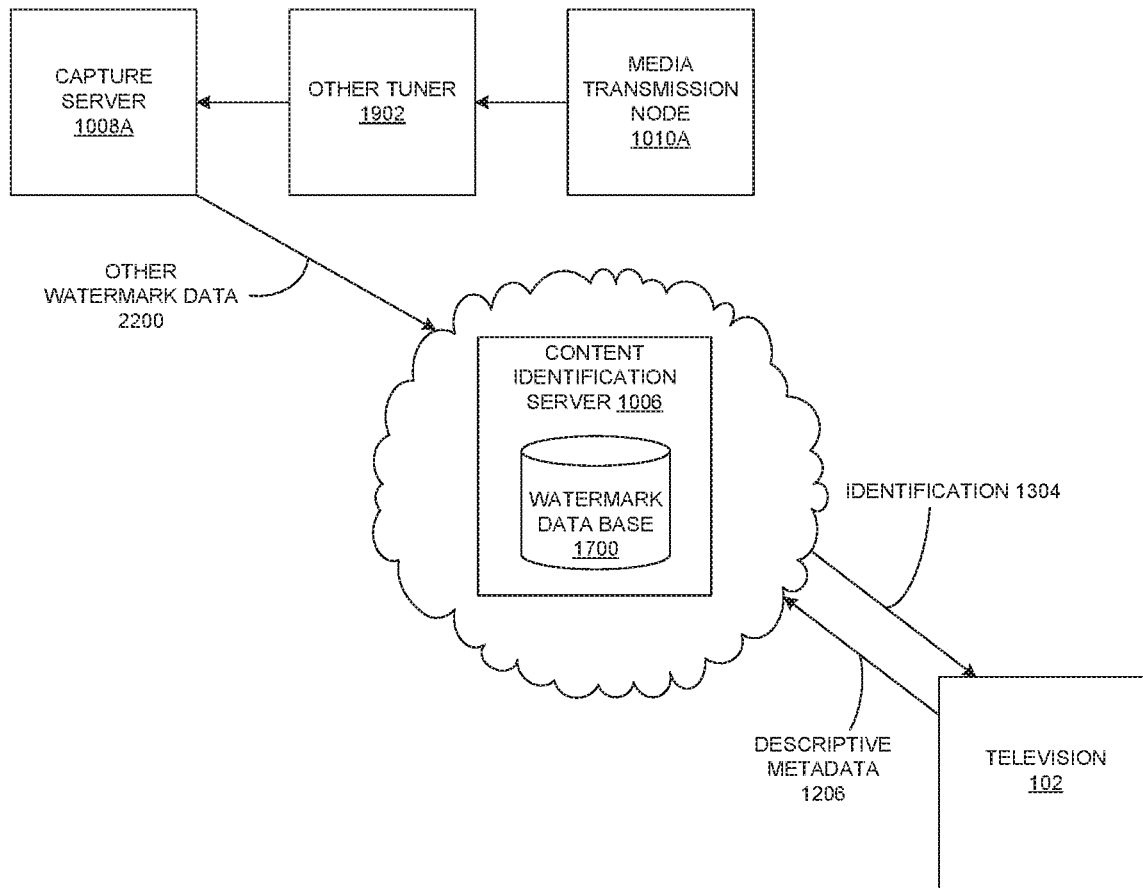 CAPTURE
SERVER
1008A
OTHER TUNER
1902
MEDIA
TRANSMISSION
NODE
1010A
OTHER
WATERMARK DATA
2200
CONTENT
IDENTIFICATION
SERVER 1006
WATERMARK
DATA BASE
1700
IDENTIFICATION 1304
DESCRIPTIVE
METADATA
1206
TELEVISION
102